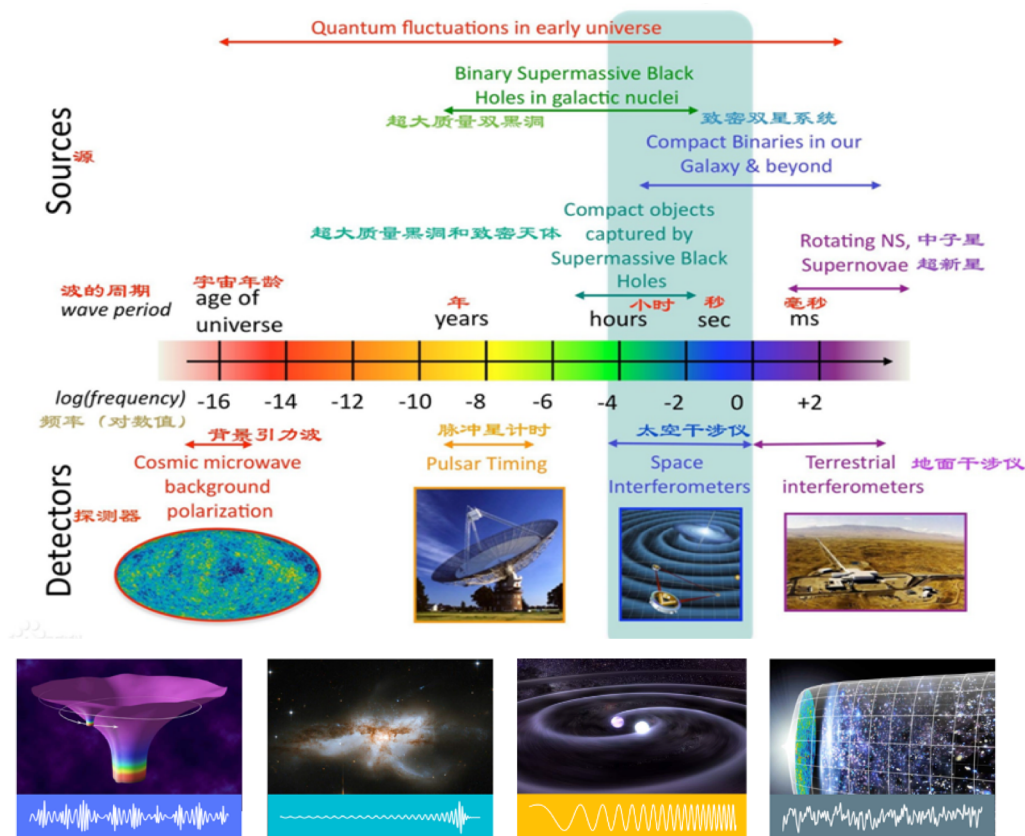 Quantum fluctuations in early universe
Binary Supermassive Black
Holes in galactic nuclei
超大质量双黑洞
致密双星系统
Compact Binaries in our
Galaxy & beyond
Sources
源
超大质量黑洞和致密天体
Compact objects
captured by
Supermassive Black
Holes
Rotating NS, 中子星
Supernovae 超新星
波的周期
wave period
宇宙年龄
age of
universe
年
years
小时
hours
秒
sec
毫秒
ms
log(frequency)
频率（对数值）
-16 -14 -12 -10 -8 -6 -4 -2 0 +2
Detectors
探测器
背景引力波
Cosmic microwave
background
polarization
脉冲星计时
Pulsar Timing
太空干涉仪
Space
Interferometers
Terrestrial 地面干涉仪
interferometers